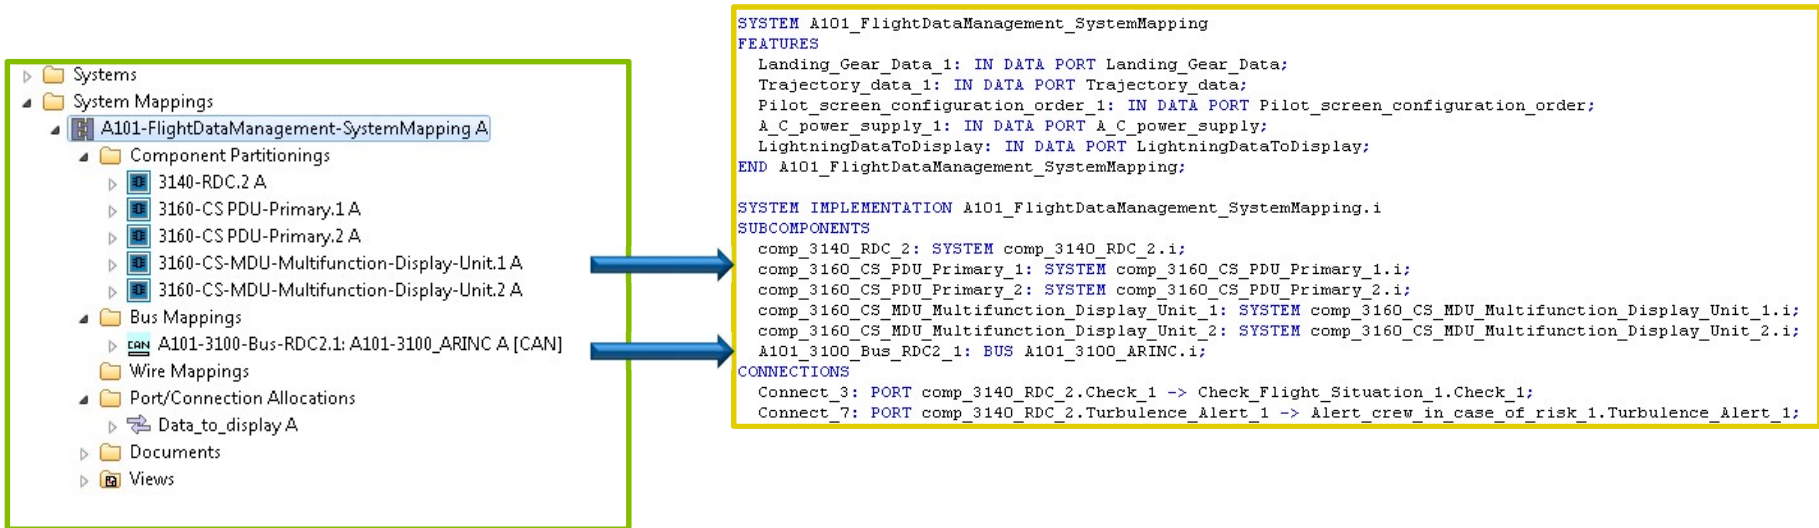 Systems
System Mappings
A101-FlightDataManagement-SystemMapping A
Component Partitionings
3140-RDC.2 A
3160-CS PDU-Primary.1 A
3160-CS PDU-Primary.2 A
3160-CS-MDU-Multifunction-Display-Unit.1 A
3160-CS-MDU-Multifunction-Display-Unit.2 A
Bus Mappings
CAN A101-3100-Bus-RDC2.1: A101-3100_ARINC A [CAN]
Wire Mappings
Port/Connection Allocations
Data_to_display A
Documents
Views
SYSTEM A101_FlightDataManagement_SystemMapping
FEATURES
Landing_Gear_Data_1: IN DATA PORT Landing_Gear_Data;
Trajectory_data_1: IN DATA PORT Trajectory_data;
Pilot_screen_configuration_order_1: IN DATA PORT Pilot_screen_configuration_order;
A_C_power_supply_1: IN DATA PORT A_C_power_supply;
LightningDataToDisplay: IN DATA PORT LightningDataToDisplay;
END A101_FlightDataManagement_SystemMapping;
SYSTEM IMPLEMENTATION A101_FlightDataManagement_SystemMapping.i
SUBCOMPONENTS
comp_3140_RDC_2: SYSTEM comp_3140_RDC_2.i;
comp_3160_CS_PDU_Primary_1: SYSTEM comp_3160_CS_PDU_Primary_1.i;
comp_3160_CS_PDU_Primary_2: SYSTEM comp_3160_CS_PDU_Primary_2.i;
comp_3160_CS_MDU_Multifunction_Display_Unit_1: SYSTEM comp_3160_CS_MDU_Multifunction_Display_Unit_1.i;
comp_3160_CS_MDU_Multifunction_Display_Unit_2: SYSTEM comp_3160_CS_MDU_Multifunction_Display_Unit_2.i;
A101_3100_Bus_RDC2_1: BUS A101_3100_ARINC.i;
CONNECTIONS
Connect_3: PORT comp_3140_RDC_2.Check_1 -> Check_Flight_Situation_1.Check_1;
Connect_7: PORT comp_3140_RDC_2.Turbulence_Alert_1 -> Alert_crew_in_case_of_risk_1.Turbulence_Alert_1;